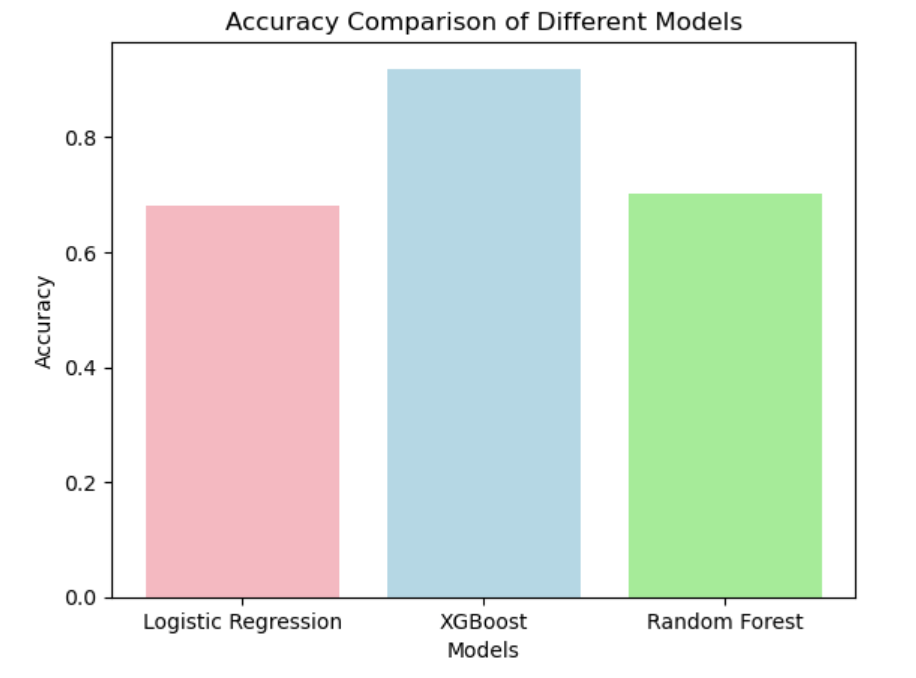 Accuracy Comparison of Different Models
Accuracy
0.8
0.6
0.4
0.2
0.0
Logistic Regression XGBoost Random Forest
Models